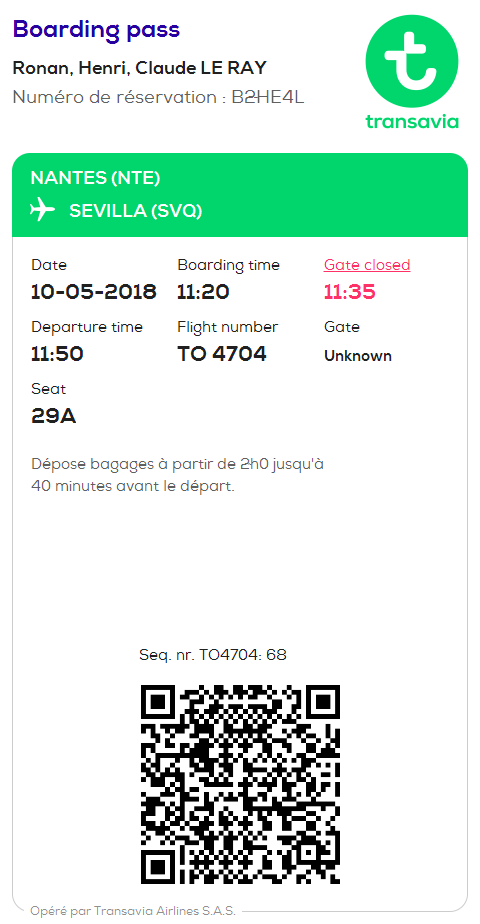 Boarding pass
Ronan, Henri, Claude LE RAY
Numéro de réservation : B2HE4L
transavia
NANTES (NTE)
SEVILLA (SVQ)
Date Boarding time Gate closed
10-05-2018 11:20 11:35
Departure time Flight number Gate
11:50 TO 4704 Unknown
Seat
29A
Dépose bagages à partir de 2h0 jusqu'à
40 minutes avant le départ.
Seq. nr. TO4704: 68
Opéré par Transavia Airlines S.A.S.